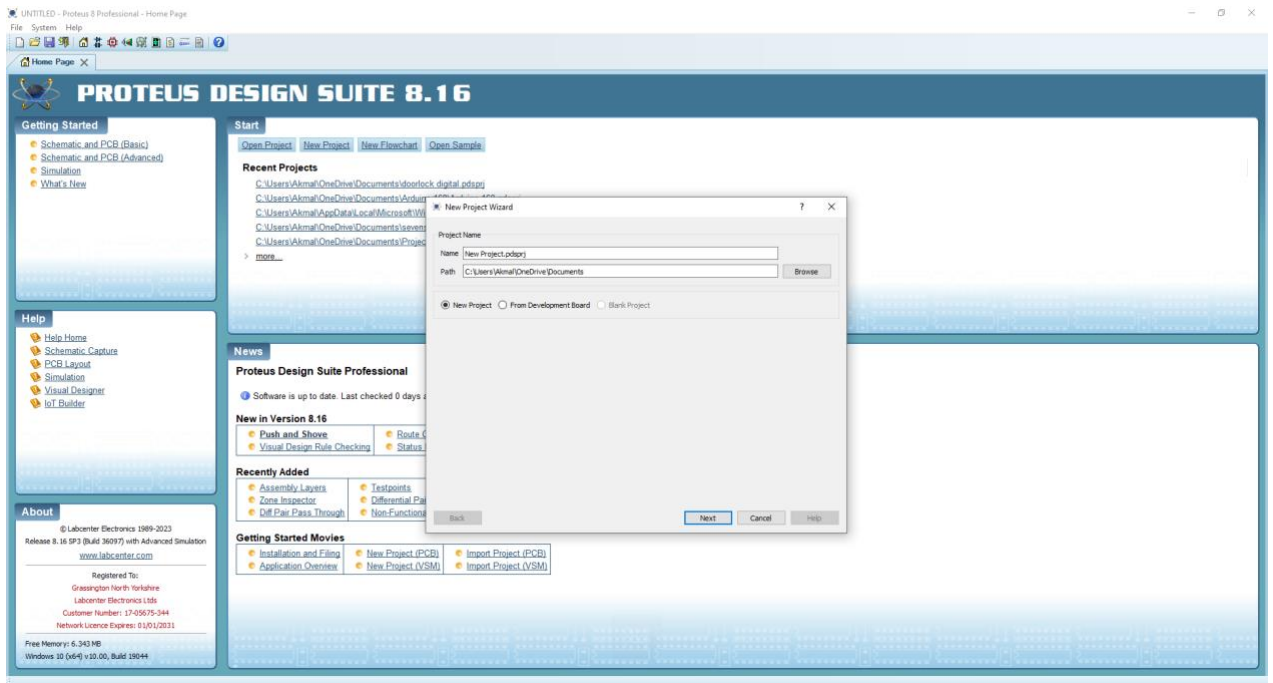 UNTITLED - Proteus 8 Professional - Home Page
File System Help
Home Page
PROTEUS DESIGN SUITE 8.16
Getting Started
Schematic and PCB (Basic)
Schematic and PCB (Advanced)
Simulation
What's New
Start
Open Project New Project New Flowchart Open Sample
Recent Projects
C:\Users\Akmal\OneDrive\Documents\doorlock digital.pdsprj
C:\Users\Akmal\OneDrive\Documents\
C:\Users\Akmal\AppData\Local\Microsoft\Wi
C:\Users\Akmal\OneDrive\Documents\seven
C:\Users\Akmal\OneDrive\Documents\Projec
more...
New Project Wizard
Project Name
Name New Project.pdsprj
Path C:\Users\Akmal\OneDrive\Documents Browse
New Project From Development Board Blank Project
Back Next Cancel Help
Help
Help Home
Schematic Capture
PCB Layout
Simulation
Visual Designer
IoT Builder
News
Proteus Design Suite Professional
Software is up to date. Last checked 0 days
New in Version 8.16
Push and Shove Route
Visual Design Rule Checking Status
Recently Added
Assembly Layers Testpoints
Zone Inspector Differential Pai
Diff Pair Pass Through Non-Functiona
Getting Started Movies
Installation and Filing New Project (PCB) Import Project (PCB)
Application Overview New Project (VSM) Import Project (VSM)
About
© Labcenter Electronics 1989-2023
Release 8.16 SP3 (Build 36097) with Advanced Simulation
www.labcenter.com
Registered To:
Grassington North Yorkshire
Labcenter Electronics Ltds
Customer Number: 17-05675-344
Network Licence Expires: 01/01/2031
Free Memory: 6.343 MB
Windows 10 (x64) v10.00, Build 19044